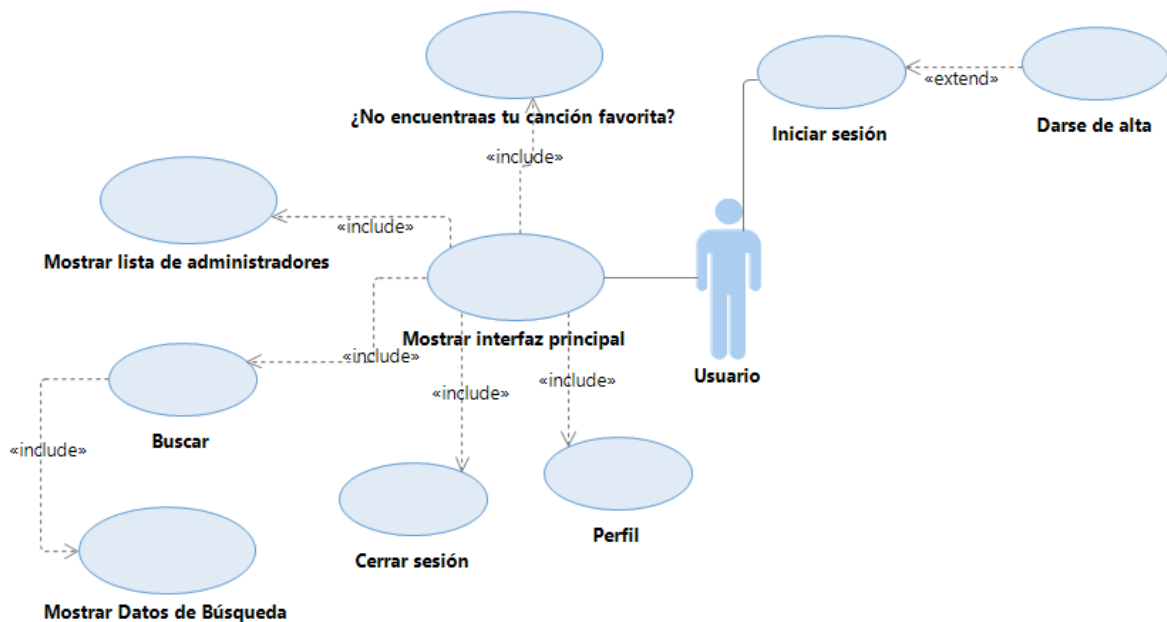 «extend»
Iniciar sesión
Darse de alta
¿No encuentraas tu canción favorita?
«include»
«include»
Mostrar lista de administradores
Mostrar interfaz principal
«include»
«include»
«include»
Usuario
Buscar
«include»
Perfil
Cerrar sesión
Mostrar Datos de Búsqueda